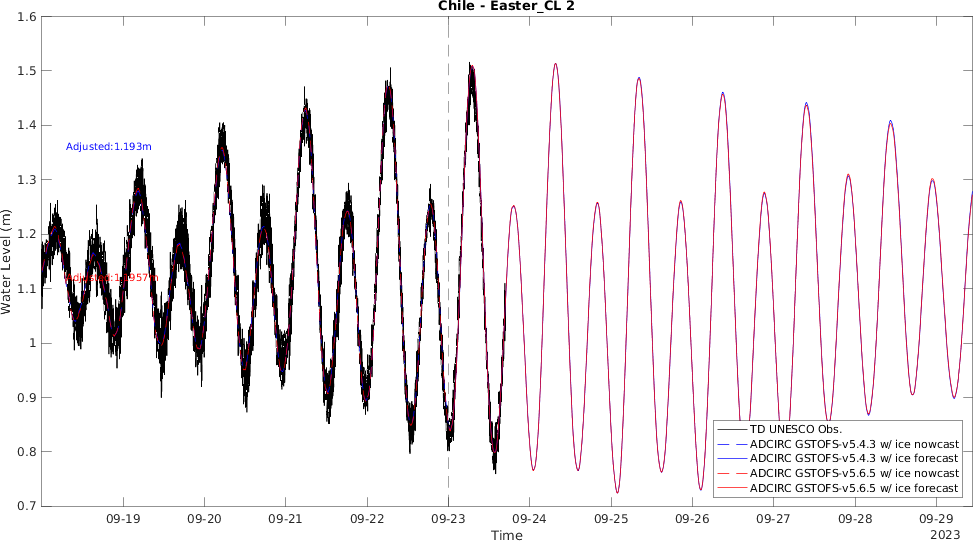 Chile - Easter_CL 2
Water Level (m)
1.6
1.5
1.4
1.3
1.2
1.1
1
0.9
0.8
0.7
Adjusted:1.193m
TD UNESCO Obs.
ADCIRC GSTOFS-v5.4.3 w/ ice nowcast
ADCIRC GSTOFS-v5.4.3 w/ ice forecast
ADCIRC GSTOFS-v5.6.5 w/ ice nowcast
ADCIRC GSTOFS-v5.6.5 w/ ice forecast
09-19 09-20 09-21 09-22 09-23 09-24 09-25 09-26 09-27 09-28 09-29
2023
Time